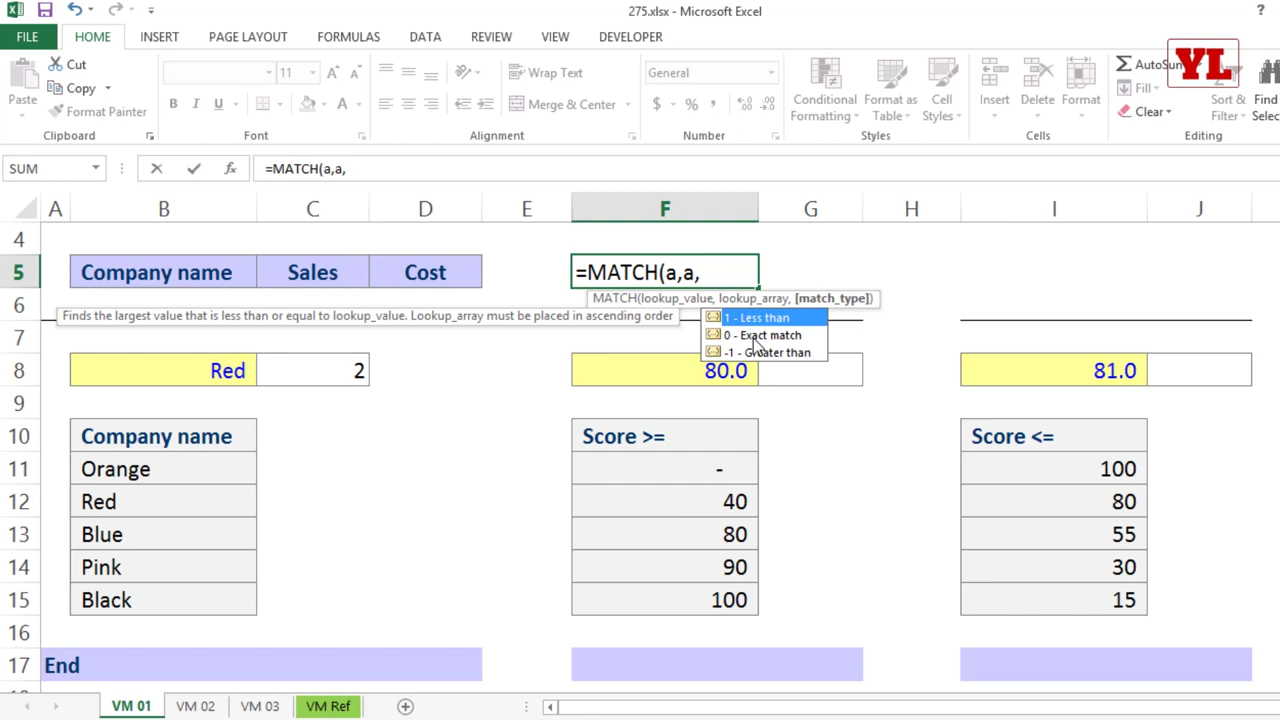 275.xlsx - Microsoft Excel
?
FILE HOME INSERT PAGE LAYOUT FORMULAS DATA REVIEW VIEW DEVELOPER
Paste
Cut
Copy
Format Painter
Clipboard
11
B I U
Font
Wrap Text
Merge & Center
Alignment
General
$ % ,
Number
Conditional Formatting
Format as Table
Cell Styles
Styles
Insert
Delete
Format
Cells
AutoSum
Fill
Clear
Sort & Filter
Find
Selec
Editing
YL
SUM fx =MATCH(a,a,
A B C D E F G H I J
4
5 Company name Sales Cost =MATCH(a,a,
MATCH(lookup_value, lookup_array, [match_type])
6
Finds the largest value that is less than or equal to lookup_value. Lookup_array must be placed in ascending order
1 - Less than
0 - Exact match
-1 - Greater than
7
8 Red 2 80.0 81.0
9
10 Company name Score >= Score <=
11 Orange - 100
12 Red 40 80
13 Blue 80 55
14 Pink 90 30
15 Black 100 15
16
17 End
VM 01 VM 02 VM 03 VM Ref